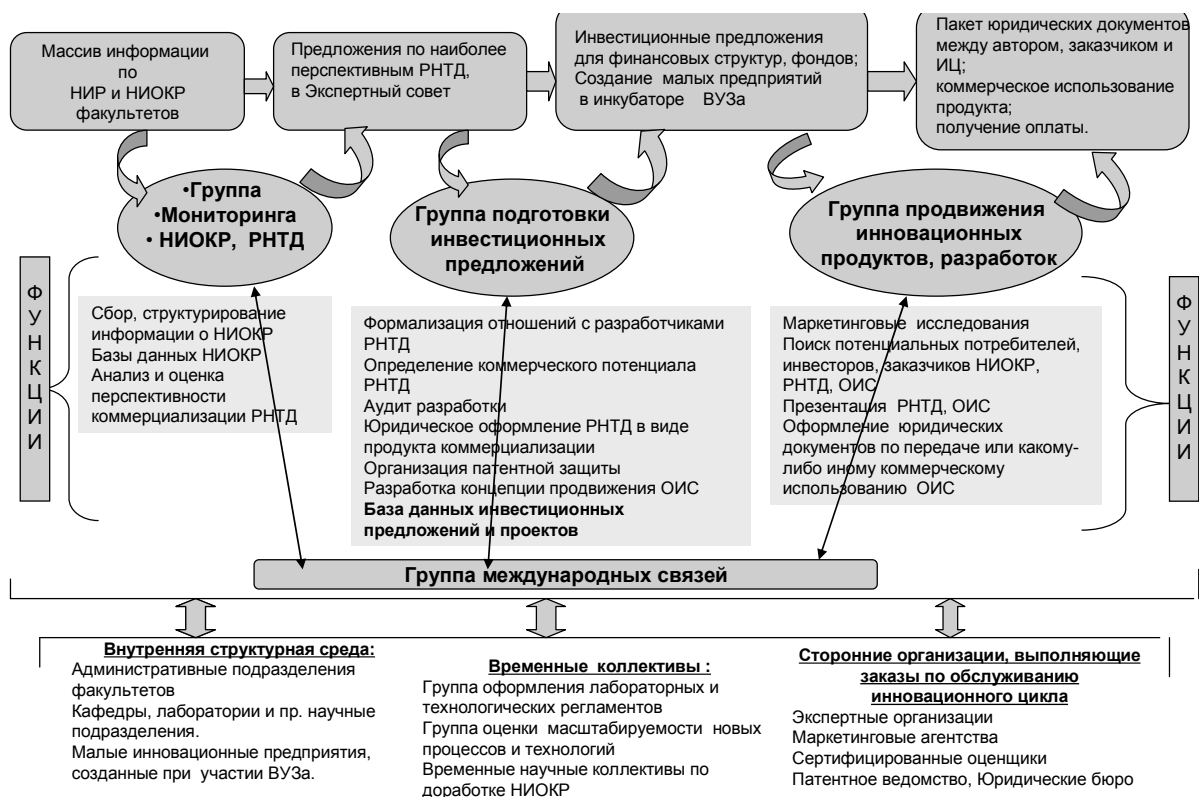 Массив информации
по
НИР и НИОКР
факультетов
Предложения по наиболее
перспективным РНТД,
в Экспертный совет
Инвестиционные предложения
для финансовых структур, фондов;
Создание малых предприятий
в инкубаторе ВУЗа
Пакет юридических документов
между автором, заказчиком и
ИЦ;
коммерческое использование
продукта;
получение оплаты.
•Группа
•Мониторинга
• НИОКР, РНТД
Группа подготовки
инвестиционных
предложений
Группа продвижения
инновационных
продуктов, разработок
Ф
У
Н
К
Ц
И
И
Сбор, структурирование
информации о НИОКР
Базы данных НИОКР
Анализ и оценка
перспективности
коммерциализации РНТД
Формализация отношений с разработчиками
РНТД
Определение коммерческого потенциала
РНТД
Аудит разработки
Юридическое оформление РНТД в виде
продукта коммерциализации
Организация патентной защиты
Разработка концепции продвижения ОИС
База данных инвестиционных
предложений и проектов
Маркетинговые исследования
Поиск потенциальных потребителей,
инвесторов, заказчиков НИОКР,
РНТД, ОИС
Презентация РНТД, ОИС
Оформление юридических
документов по передаче или какому-
либо иному коммерческому
использованию ОИС
Ф
У
Н
К
Ц
И
И
Группа международных связей
Внутренняя структурная среда:
Административные подразделения
факультетов
Кафедры, лаборатории и пр. научные
подразделения.
Малые инновационные предприятия,
созданные при участии ВУЗа.
Временные коллективы :
Группа оформления лабораторных и
технологических регламентов
Группа оценки масштабируемости новых
процессов и технологий
Временные научные коллективы по
доработке НИОКР
Сторонние организации, выполняющие
заказы по обслуживанию
инновационного цикла
Экспертные организации
Маркетинговые агентства
Сертифицированные оценщики
Патентное ведомство, Юридические бюро